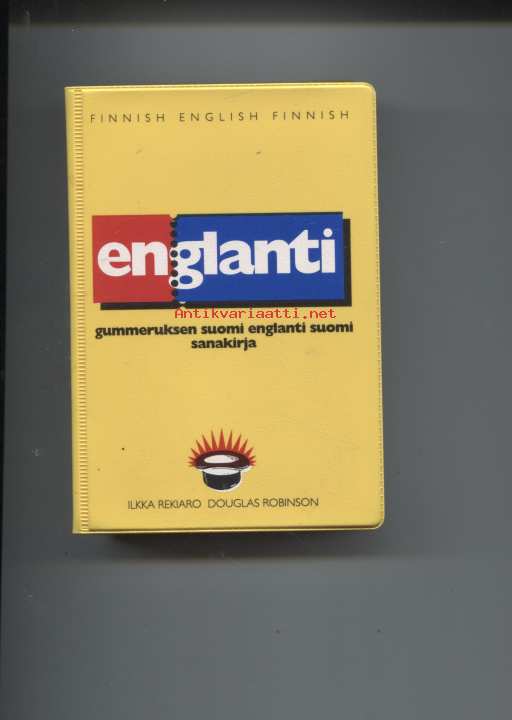 FINNISH ENGLISH FINNISH
englanti
Antikvariaatti.net
gummeruksen suomi englanti suomi
sanakirja
ILKKA REKIARO DOUGLAS ROBINSON